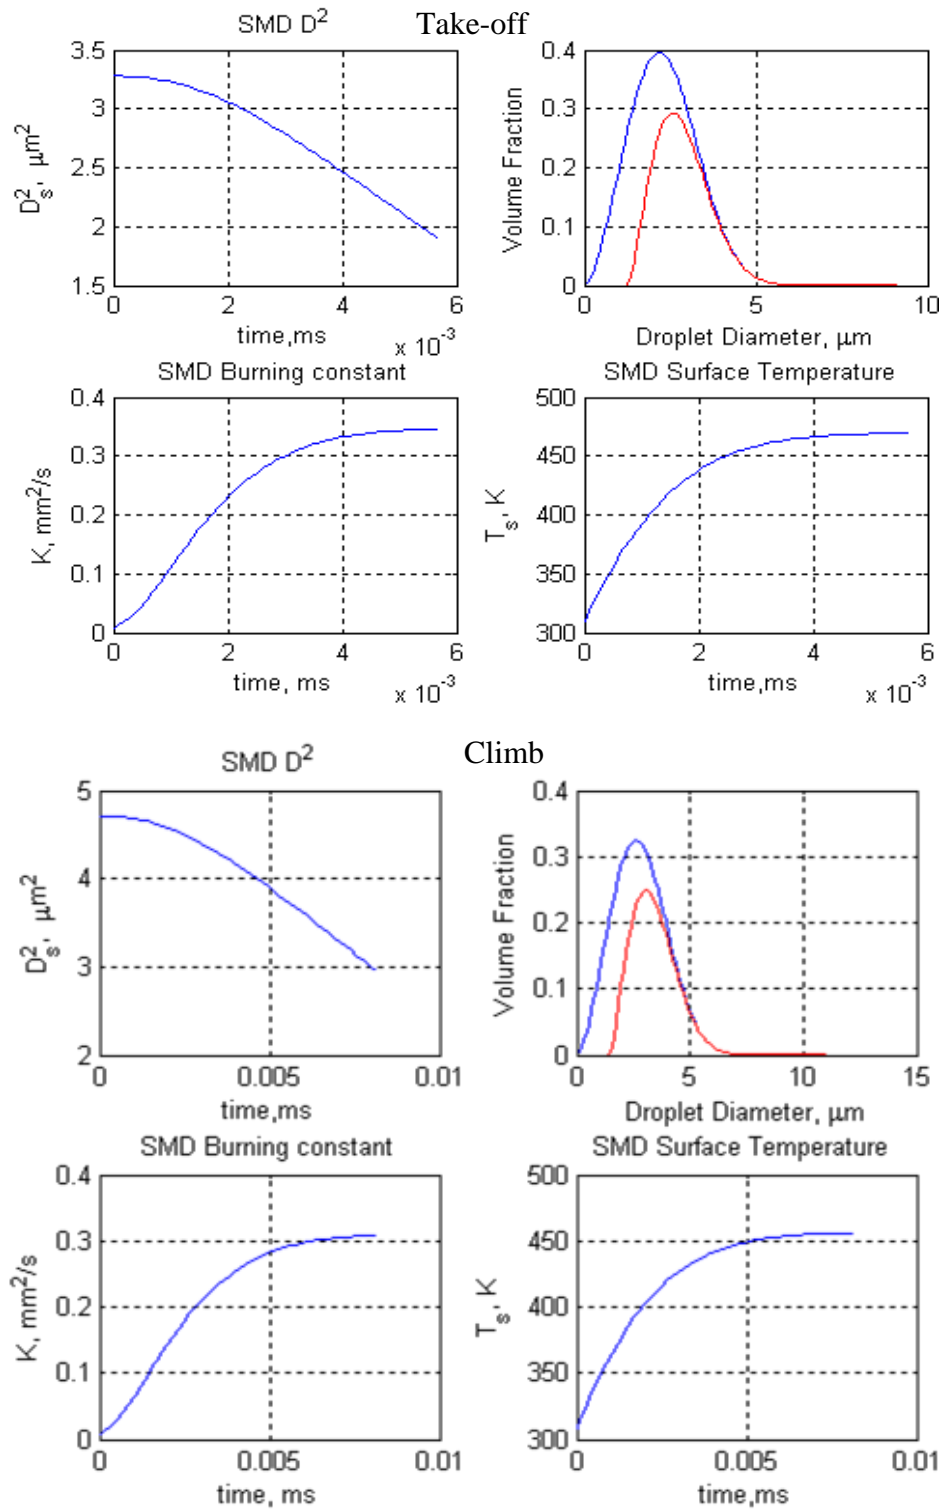 Take-off
SMD D²
3.5
3
2.5
2
1.5
D²ₛ, μm²
0 2 4 6
time,ms
x 10⁻³
0.4
0.3
0.2
0.1
0
Volume Fraction
0 5 10
Droplet Diameter, μm
SMD Burning constant
0.4
0.3
0.2
0.1
0
K, mm²/s
0 2 4 6
time, ms
x 10⁻³
SMD Surface Temperature
500
450
400
350
300
Tₛ, K
0 2 4 6
time,ms
x 10⁻³
Climb
SMD D²
5
4
3
2
D²ₛ, μm²
0 0.005 0.01
time,ms
0.4
0.3
0.2
0.1
0
Volume Fraction
0 5 10 15
Droplet Diameter, μm
SMD Burning constant
0.4
0.3
0.2
0.1
0
K, mm²/s
0 0.005 0.01
time, ms
SMD Surface Temperature
500
450
400
350
300
Tₛ, K
0 0.005 0.01
time,ms